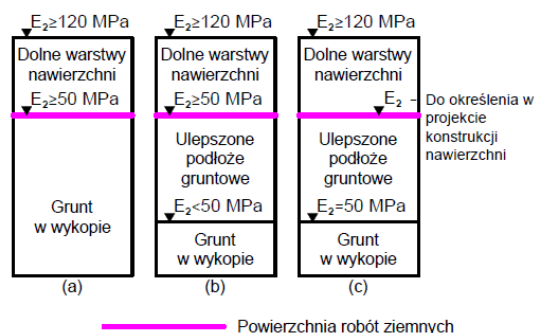 E₂≥120 MPa
Dolne warstwy
nawierzchni
E₂≥50 MPa
Grunt
w wykopie
(a)
E₂≥120 MPa
Dolne warstwy
nawierzchni
E₂≥50 MPa
Ulepszone
podłoże
gruntowe
E₂<50 MPa
Grunt
w wykopie
(b)
E₂≥120 MPa
Dolne warstwy
nawierzchni
E₂ - Do określenia w
projekcie
konstrukcji
nawierzchni
Ulepszone
podłoże
gruntowe
E₂=50 MPa
Grunt
w wykopie
(c)
Powierzchnia robót ziemnych